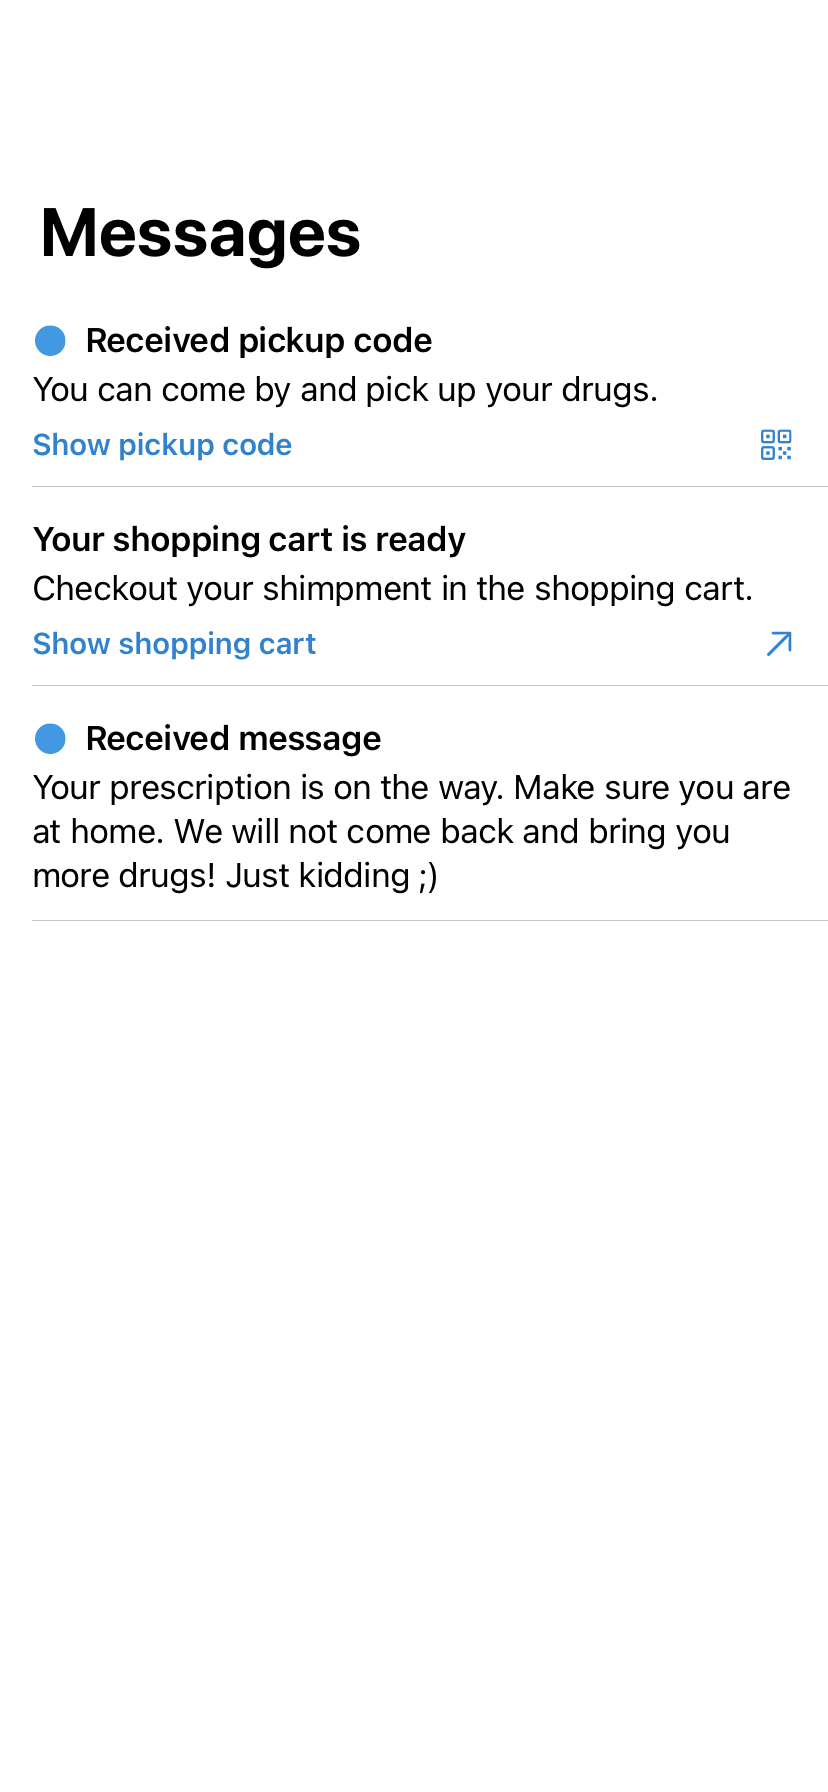 Messages
Received pickup code
You can come by and pick up your drugs.
Show pickup code
Your shopping cart is ready
Checkout your shimpment in the shopping cart.
Show shopping cart
Received message
Your prescription is on the way. Make sure you are
at home. We will not come back and bring you
more drugs! Just kidding ;)